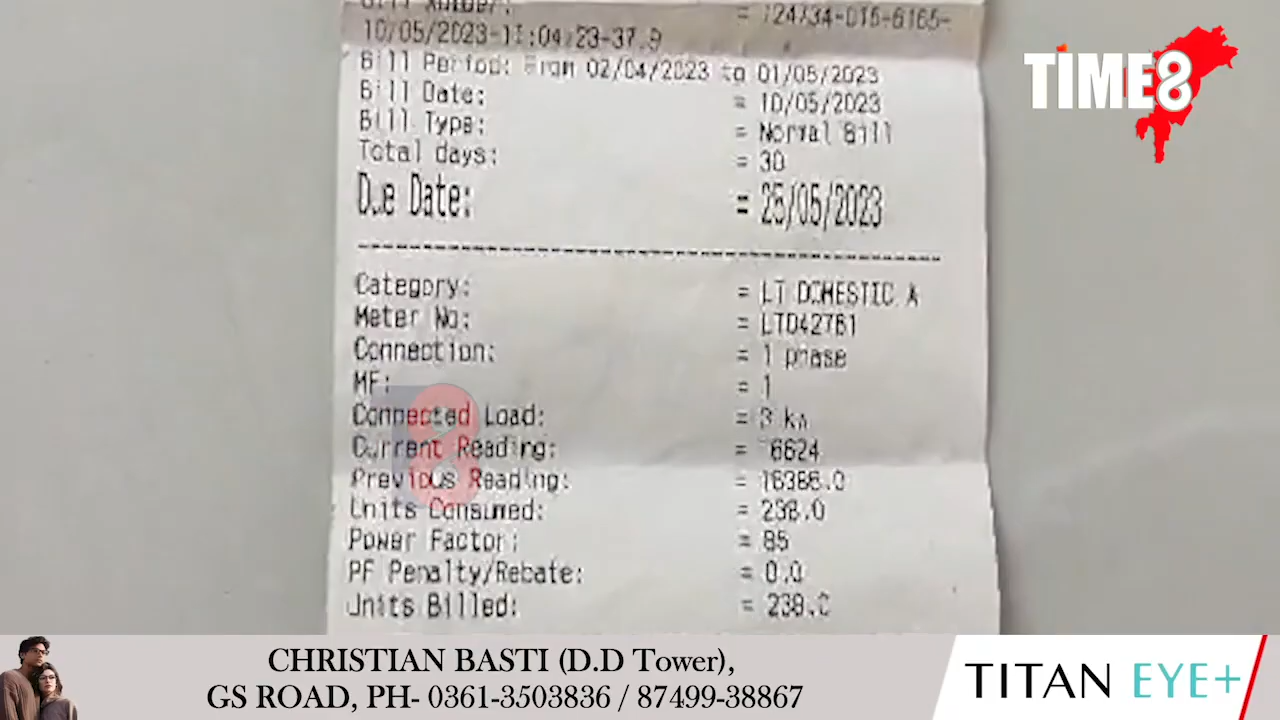 10/05/2023-11:04:23-37.9
Bill Period: From 02/04/2023 to 01/05/2023
Bill Date: = 10/05/2023
Bill Type: = Normal Bill
Total days: = 30
Due Date: = 25/05/2023
Category: = LT DOMESTIC A
Meter No: =
Connection: = 1 phase
MF: = 1
Connected Load: = 3
Current Reading: = 6624
Previous Reading: = 16386.0
Units Consumed: = 238.0
Power Factor: = 85
PF Penalty/Rebate: = 0.0
Units Billed: = 238.0
TIME8
CHRISTIAN BASTI (D.D Tower),
GS ROAD, PH- 0361-3503836 / 87499-38867
TITAN EYE+